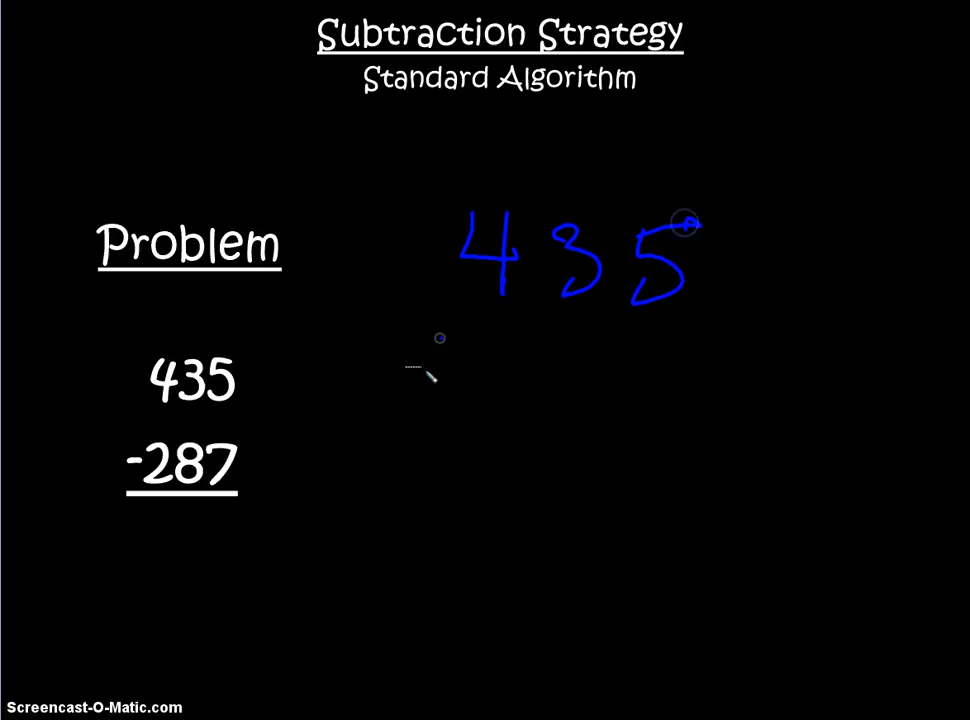 Subtraction Strategy
Standard Algorithm
Problem
435
435
-287
Screencast-O-Matic.com